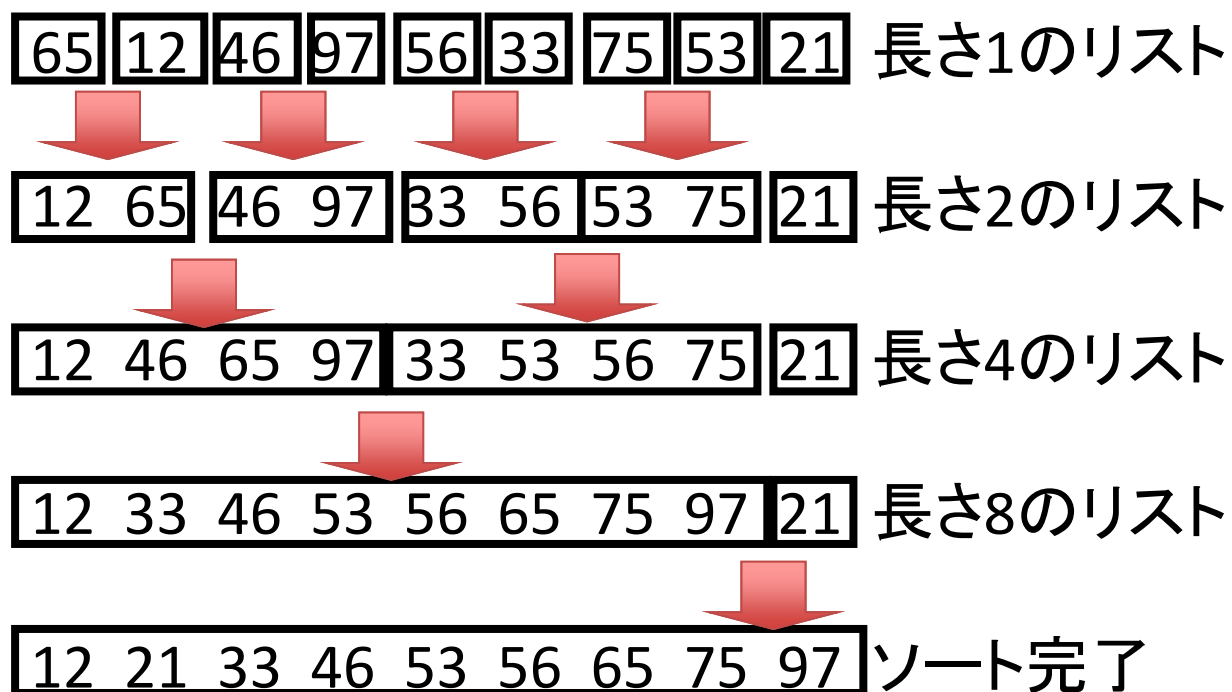 65 12 46 97 56 33 75 53 21 長さ1のリスト
12 65 46 97 33 56 53 75 21 長さ2のリスト
12 46 65 97 33 53 56 75 21 長さ4のリスト
12 33 46 53 56 65 75 97 21 長さ8のリスト
12 21 33 46 53 56 65 75 97 ソート完了